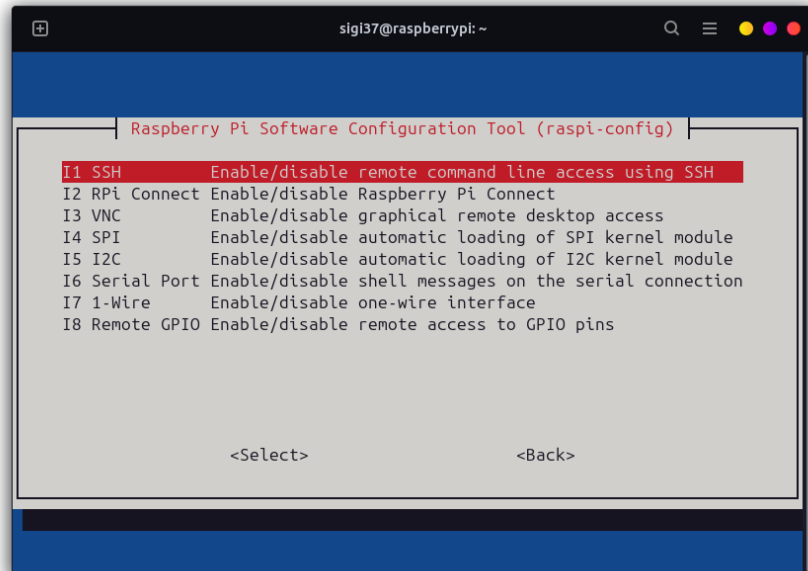 sigi37@raspberrypi: ~
Raspberry Pi Software Configuration Tool (raspi-config)
I1 SSH Enable/disable remote command line access using SSH
I2 RPi Connect Enable/disable Raspberry Pi Connect
I3 VNC Enable/disable graphical remote desktop access
I4 SPI Enable/disable automatic loading of SPI kernel module
I5 I2C Enable/disable automatic loading of I2C kernel module
I6 Serial Port Enable/disable shell messages on the serial connection
I7 1-Wire Enable/disable one-wire interface
I8 Remote GPIO Enable/disable remote access to GPIO pins
<Select> <Back>